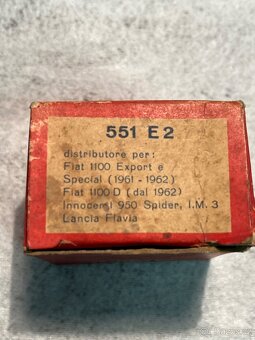 551 E2
distributore per:
Fiat 1100 Export e
Special (1961 - 1962)
Fiat 1100 D (dal 1962)
Innocenti 950 Spider, I.M. 3
Lancia Flavia